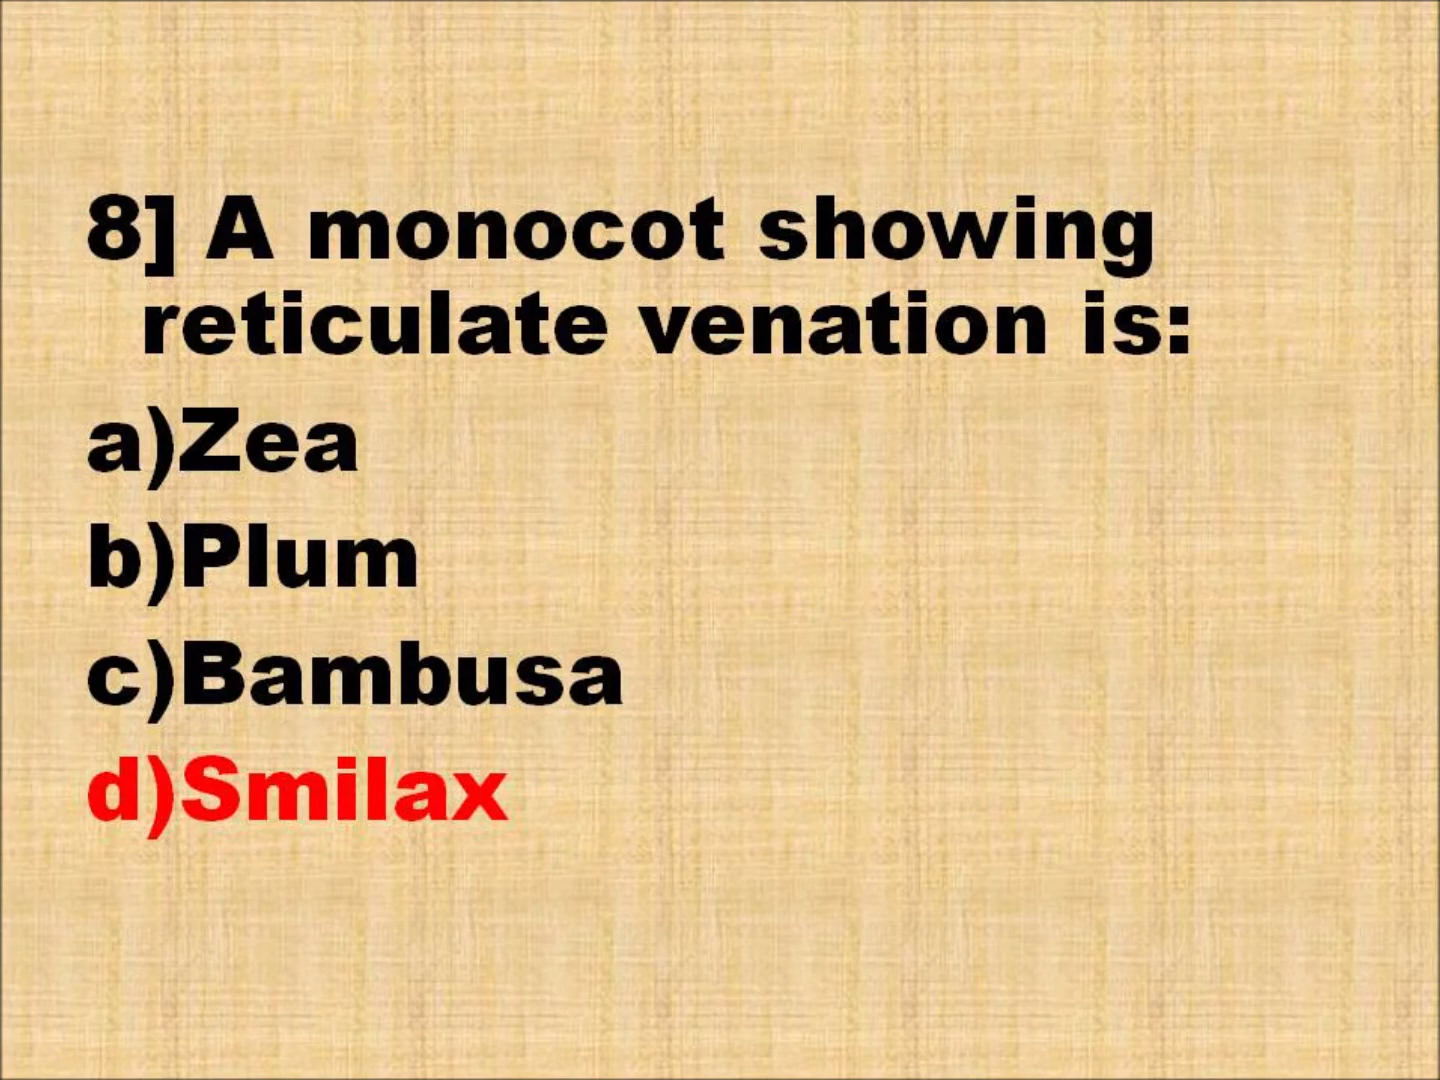 8] A monocot showing
reticulate venation is:
a)Zea
b)Plum
c)Bambusa
d)Smilax